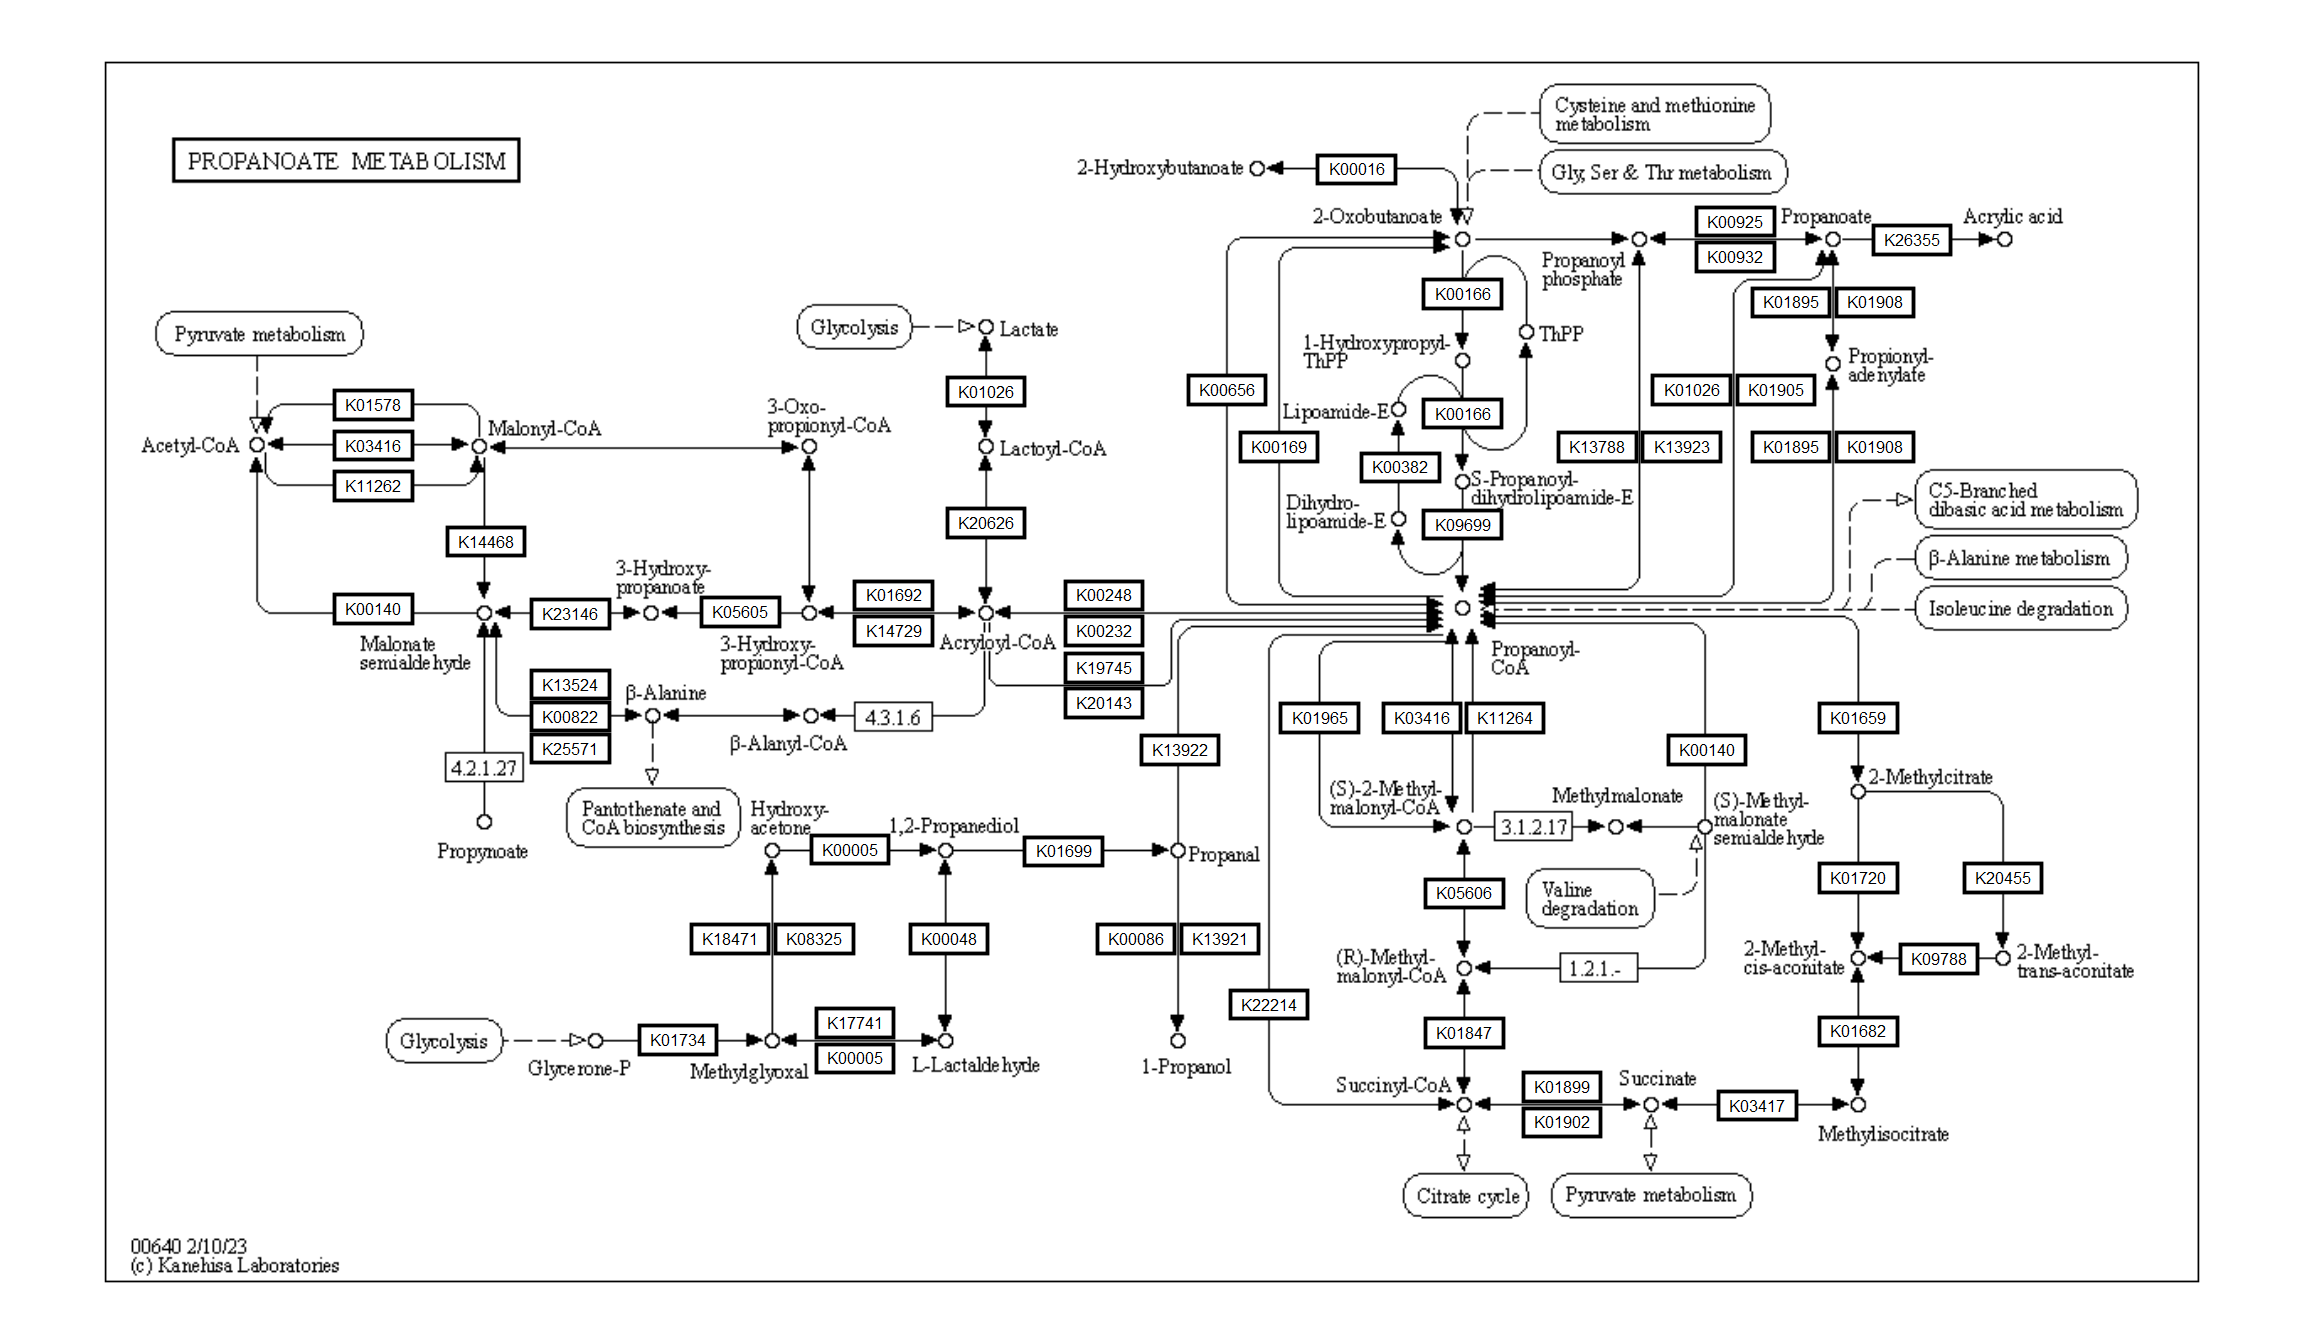 PROPANOATE METABOLISM
Cysteine and methionine
metabolism
Gly, Ser & Thr metabolism
2-Hydroxybutanoate
K00016
2-Oxobutanoate
K00925
K00932
Propanoate
K26355
Acrylic acid
Propanoyl
phosphate
K00166
ThPP
1-Hydroxypropyl-
ThPP
K01895
K01908
Propionyl-
adenylate
Pyruvate metabolism
Glycolysis
Lactate
K01026
K00656
K01026
K01905
K01578
3-Oxo-
propionyl-CoA
Lipoamide-E
K00166
Acetyl-CoA
K03416
Malonyl-CoA
Lactoyl-CoA
K00169
K13788
K13923
K01895
K01908
K11262
K00382
S-Propanoyl-
dihydrolipoamide-E
C5-Branched
dibasic acid metabolism
Dihydro-
lipoamide-E
K20626
K09699
K14468
β-Alanine metabolism
3-Hydroxy-
propanoate
K01692
K14729
K00248
K00232
K00140
K23146
K05605
Isoleucine degradation
Malonate
semialdehyde
3-Hydroxy-
propionyl-CoA
Acryloyl-CoA
Propanoyl-
CoA
K19745
K20143
K13524
K00822
K25571
β-Alanine
β-Alanyl-CoA
4.3.1.6
K01965
K03416
K11264
K01659
K13922
K00140
4.2.1.27
Propynoate
Pantothenate and
CoA biosynthesis
Hydroxy-
acetone
K00005
1,2-Propanediol
K01699
Propanal
(S)-2-Methyl-
malonyl-CoA
3.1.2.17
Methylmalonate
(S)-Methyl-
malonate
semialdehyde
2-Methylcitrate
K05606
Valine
degradation
K01720
K20455
K18471
K08325
K00048
K00086
K13921
(R)-Methyl-
malonyl-CoA
1.2.1.-
2-Methyl-
cis-aconitate
K09788
2-Methyl-
trans-aconitate
K22214
K01847
K01682
Glycolysis
Glycerone-P
K01734
Methylglyoxal
K17741
K00005
L-Lactaldehyde
1-Propanol
Succinyl-CoA
K01899
K01902
Succinate
K03417
Methylisocitrate
Citrate cycle
Pyruvate metabolism
00640 2/10/23
(c) Kanehisa Laboratories